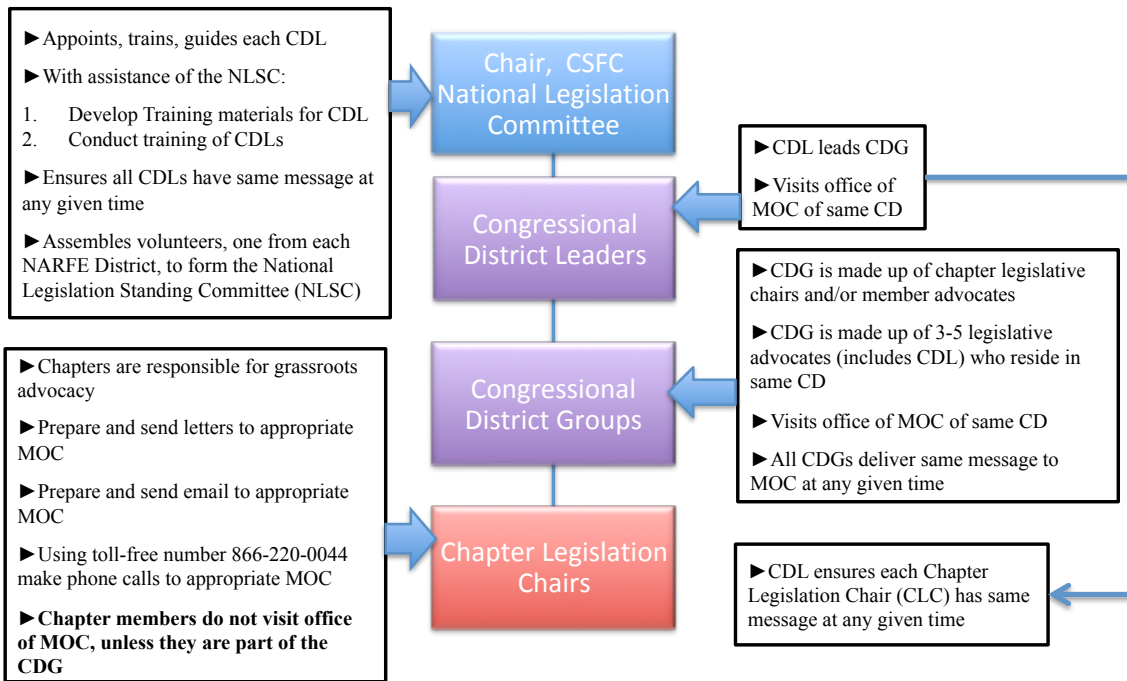 ►Appoints, trains, guides each CDL
►With assistance of the NLSC:
1. Develop Training materials for CDL
2. Conduct training of CDLs
►Ensures all CDLs have same message at
any given time
►Assembles volunteers, one from each
NARFE District, to form the National
Legislation Standing Committee (NLSC)
Chair, CSFC
National Legislation
Committee
►CDL leads CDG
►Visits office of
MOC of same CD
Congressional
District Leaders
►CDG is made up of chapter legislative
chairs and/or member advocates
►CDG is made up of 3-5 legislative
advocates (includes CDL) who reside in
same CD
►Visits office of MOC of same CD
►All CDGs deliver same message to
MOC at any given time
Congressional
District Groups
►Chapters are responsible for grassroots
advocacy
►Prepare and send letters to appropriate
MOC
►Prepare and send email to appropriate
MOC
►Using toll-free number 866-220-0044
make phone calls to appropriate MOC
►Chapter members do not visit office
of MOC, unless they are part of the
CDG
Chapter Legislation
Chairs
►CDL ensures each Chapter
Legislation Chair (CLC) has same
message at any given time